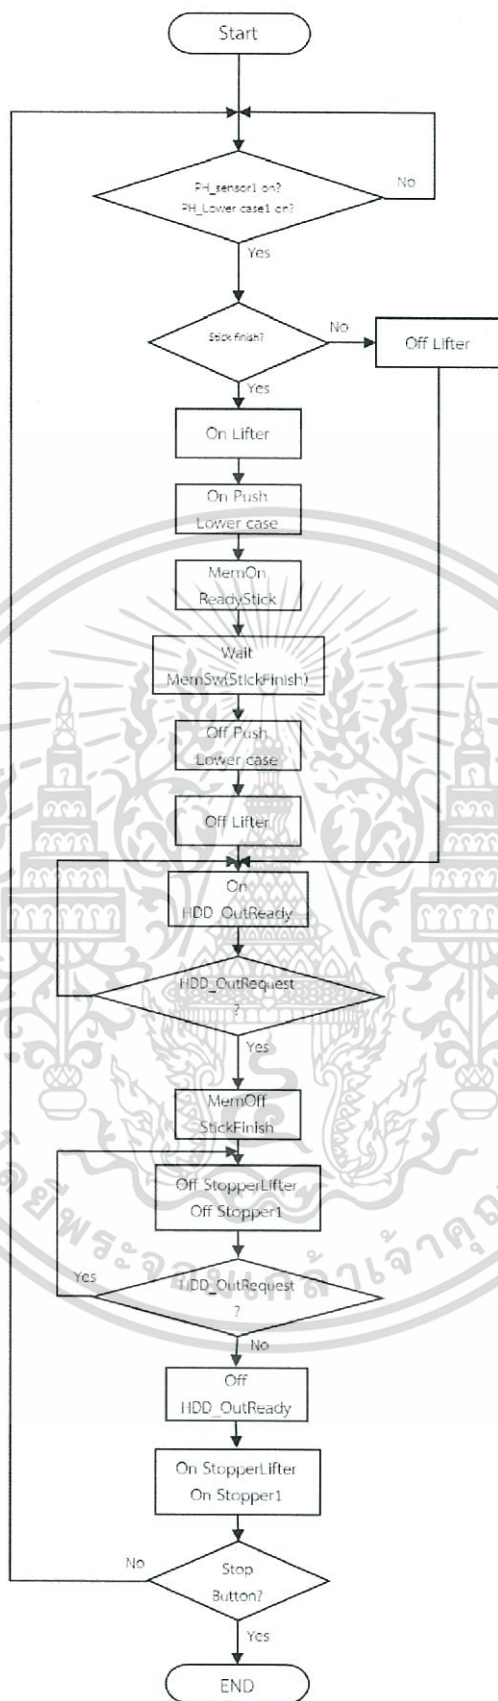 Start
PH_sensor1 on?
PH_Lower case1 on?
No
Yes
Stick finish?
No
Off Lifter
Yes
On Lifter
On Push
Lower case
MemOn
ReadyStick
Wait
MemSw(StickFinish)
Off Push
Lower case
Off Lifter
On
HDD_OutReady
HDD_OutRequest
?
Yes
MemOff
StickFinish
Off StopperLifter
Off Stopper1
Yes
HDD_OutRequest
?
No
Off
HDD_OutReady
On StopperLifter
On Stopper1
No
Stop
Button?
Yes
END